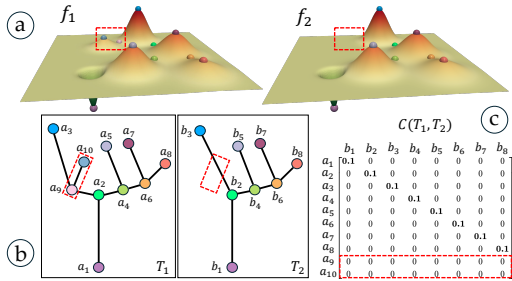 a
f₁
f₂
c
C(T₁,T₂)
b
a₃
a₁₀
a₅
a₇
a₈
a₉
a₂
a₄
a₆
a₁
T₁
b₃
b₅
b₇
b₈
b₂
b₄
b₆
b₁
T₂
b₁ b₂ b₃ b₄ b₅ b₆ b₇ b₈
a₁ 0.1 0 0 0 0 0 0 0
a₂ 0 0.1 0 0 0 0 0 0
a₃ 0 0 0.1 0 0 0 0 0
a₄ 0 0 0 0.1 0 0 0 0
a₅ 0 0 0 0 0.1 0 0 0
a₆ 0 0 0 0 0 0.1 0 0
a₇ 0 0 0 0 0 0 0.1 0
a₈ 0 0 0 0 0 0 0 0.1
a₉ 0 0 0 0 0 0 0 0
a₁₀ 0 0 0 0 0 0 0 0